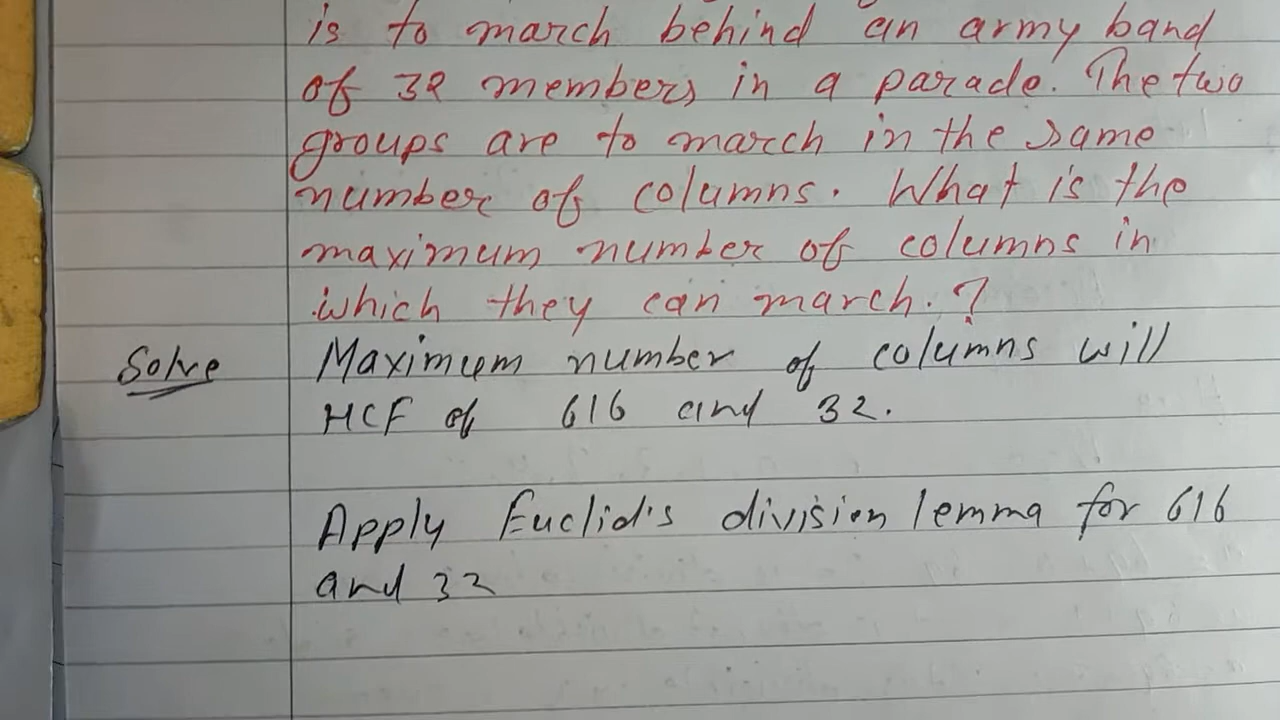 is to march behind an army band
of 32 members in a parade. The two
groups are to march in the same
number of columns. What is the
maximum number of columns in
which they can march.?
Solve
Maximum number of columns will
HCF of 616 and 32.
Apply Euclid's division lemma for 616
and 32